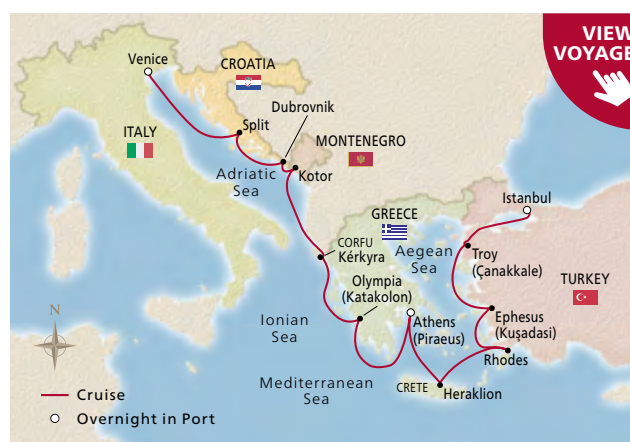 VIEW
VOYAGE
Venice
CROATIA
Dubrovnik
Split
ITALY
MONTENEGRO
Adriatic
Sea
Kotor
Istanbul
GREECE
CORFU
Kérkyra
Aegean
Sea
Troy
(Çanakkale)
Olympia
(Katakolon)
TURKEY
N
Ionian
Sea
Athens
(Piraeus)
Ephesus
(Kuşadasi)
Rhodes
Mediterranean
Sea
CRETE
Heraklion
Cruise
Overnight in Port